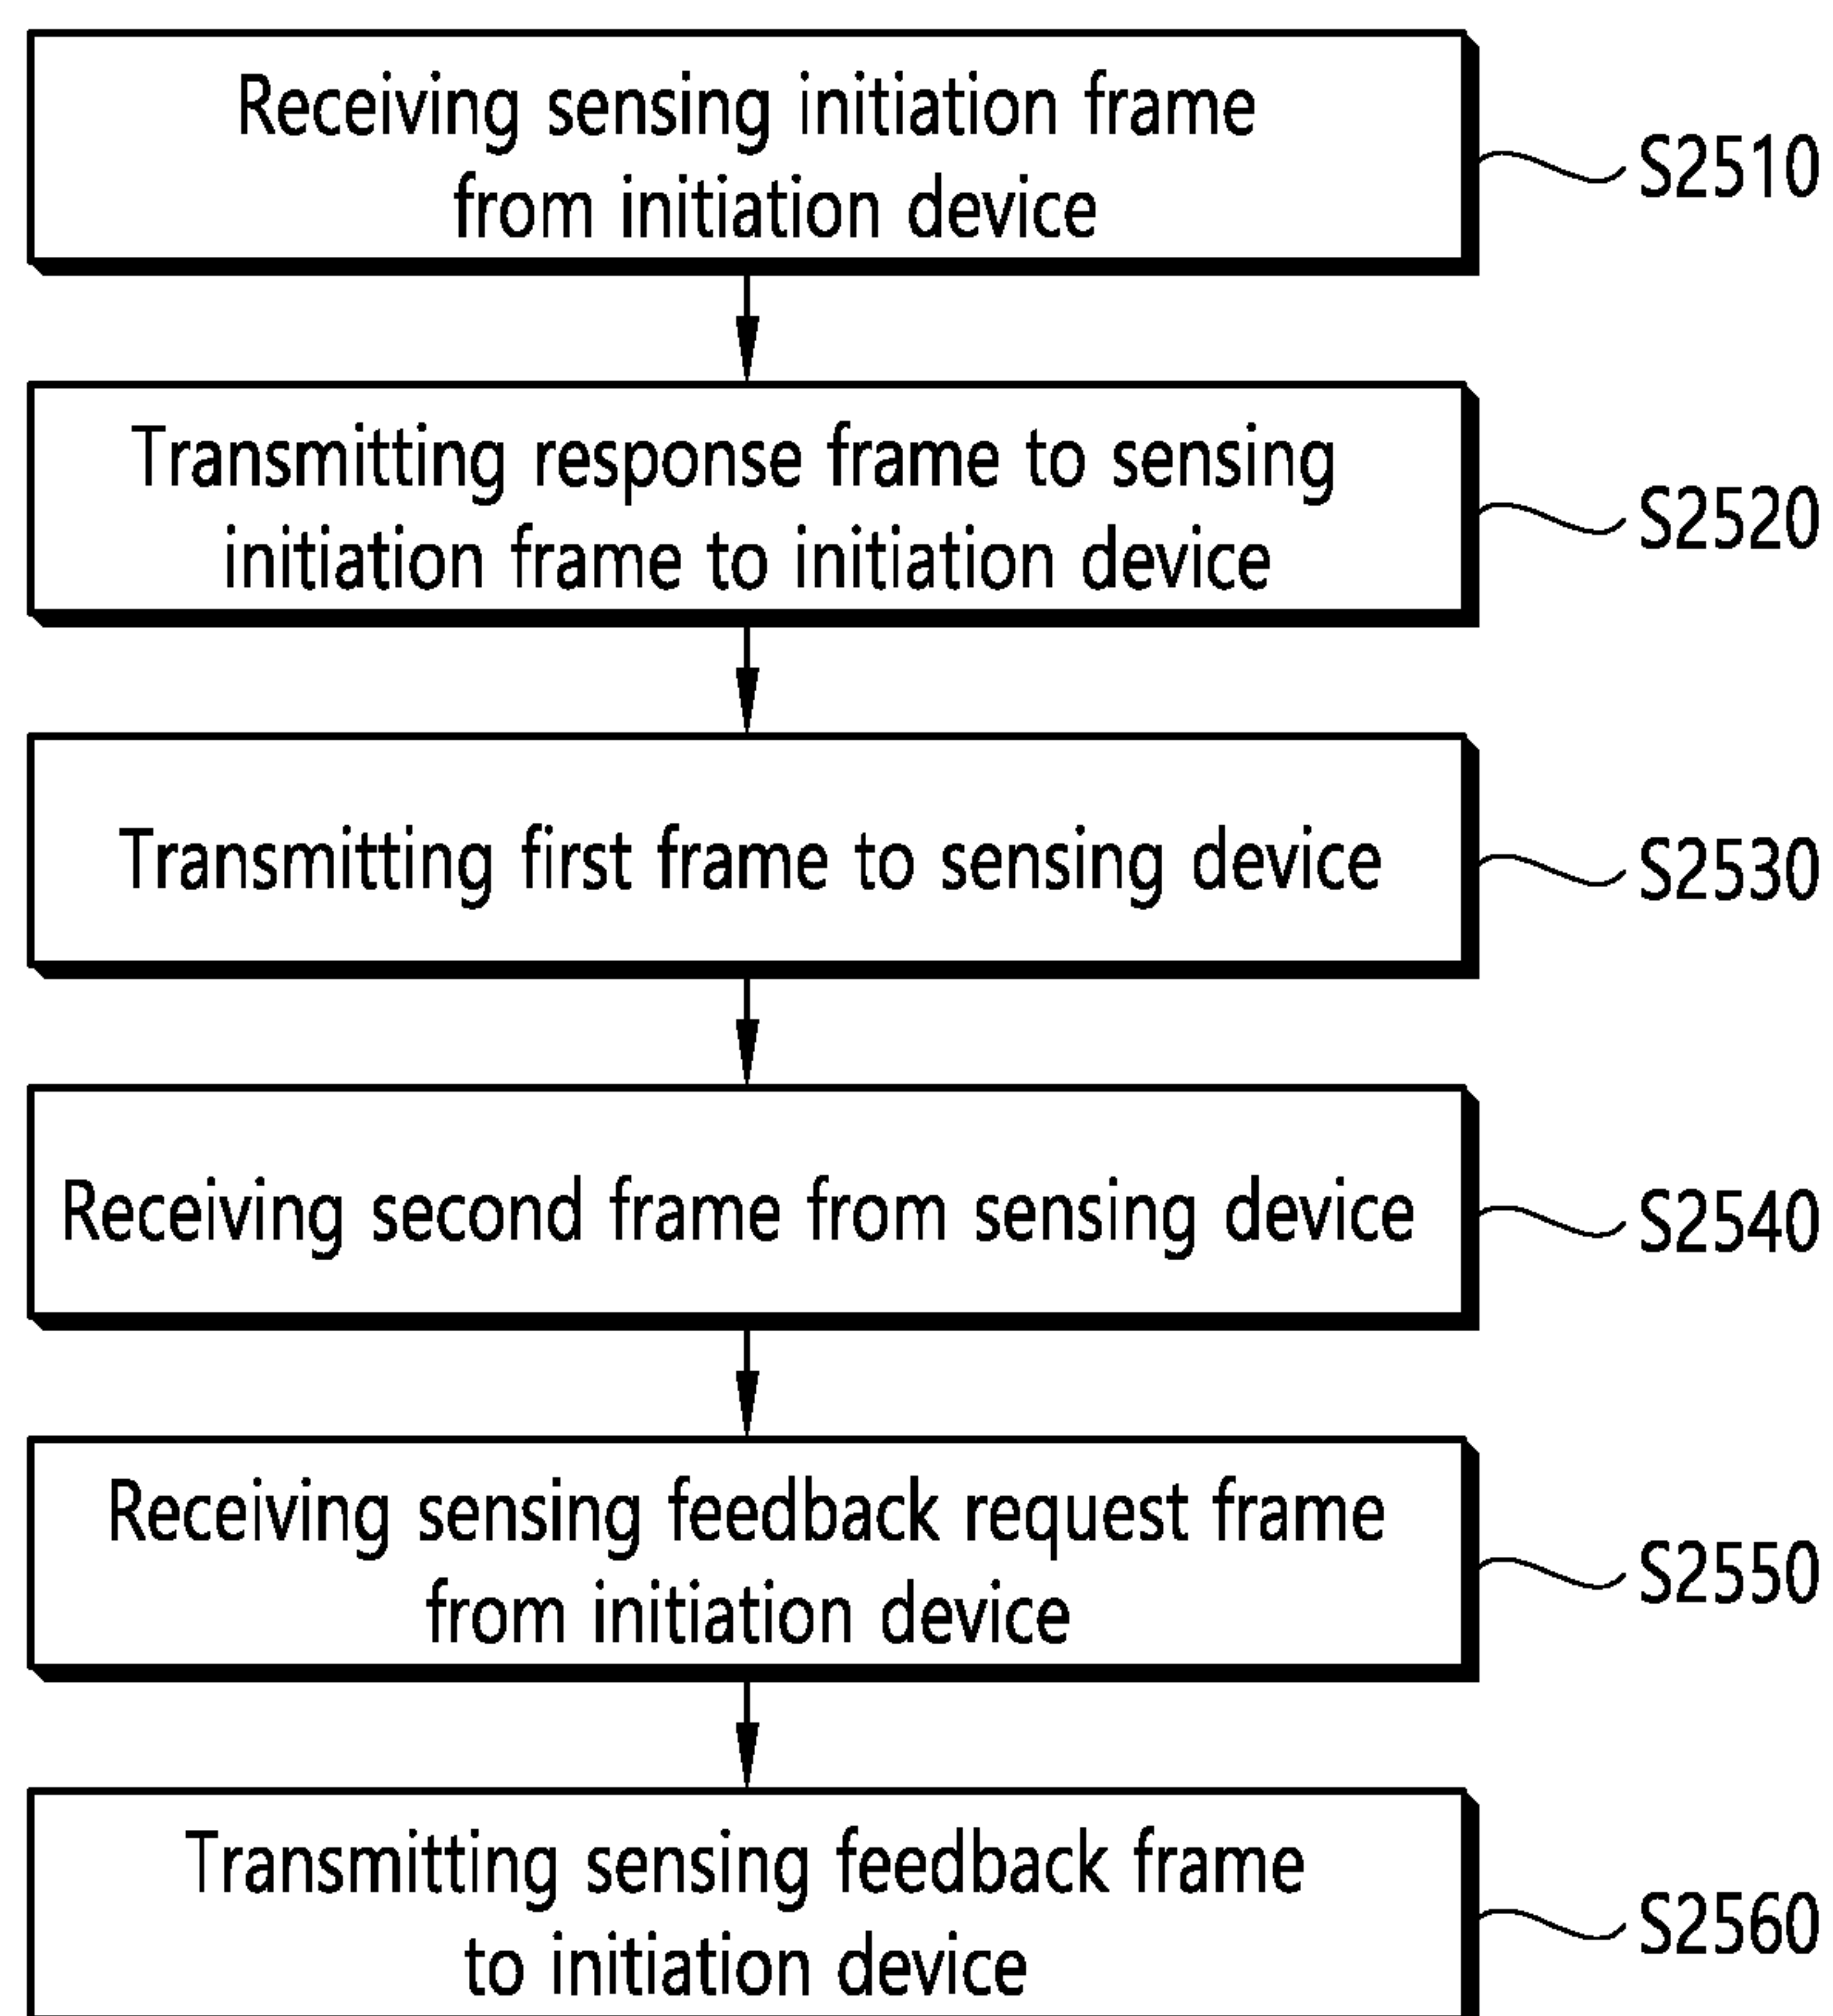 Receiving sensing initiation frame
from initiation device
S2510
Transmitting response frame to sensing
initiation frame to initiation device
S2520
Transmitting first frame to sensing device
S2530
Receiving second frame from sensing device
S2540
Receiving sensing feedback request frame
from initiation device
S2550
Transmitting sensing feedback frame
to initiation device
S2560